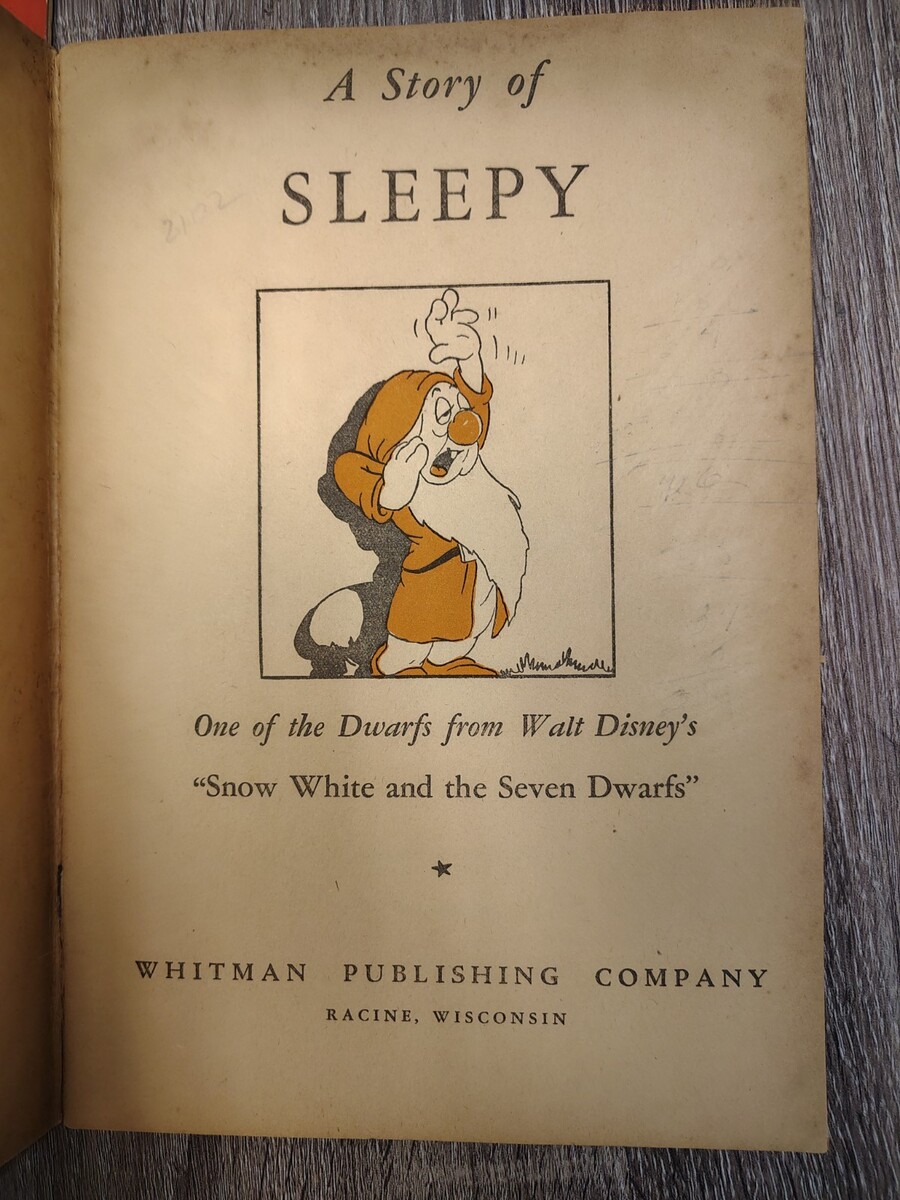 A Story of
SLEEPY
One of the Dwarfs from Walt Disney's
“Snow White and the Seven Dwarfs”
WHITMAN PUBLISHING COMPANY
RACINE, WISCONSIN